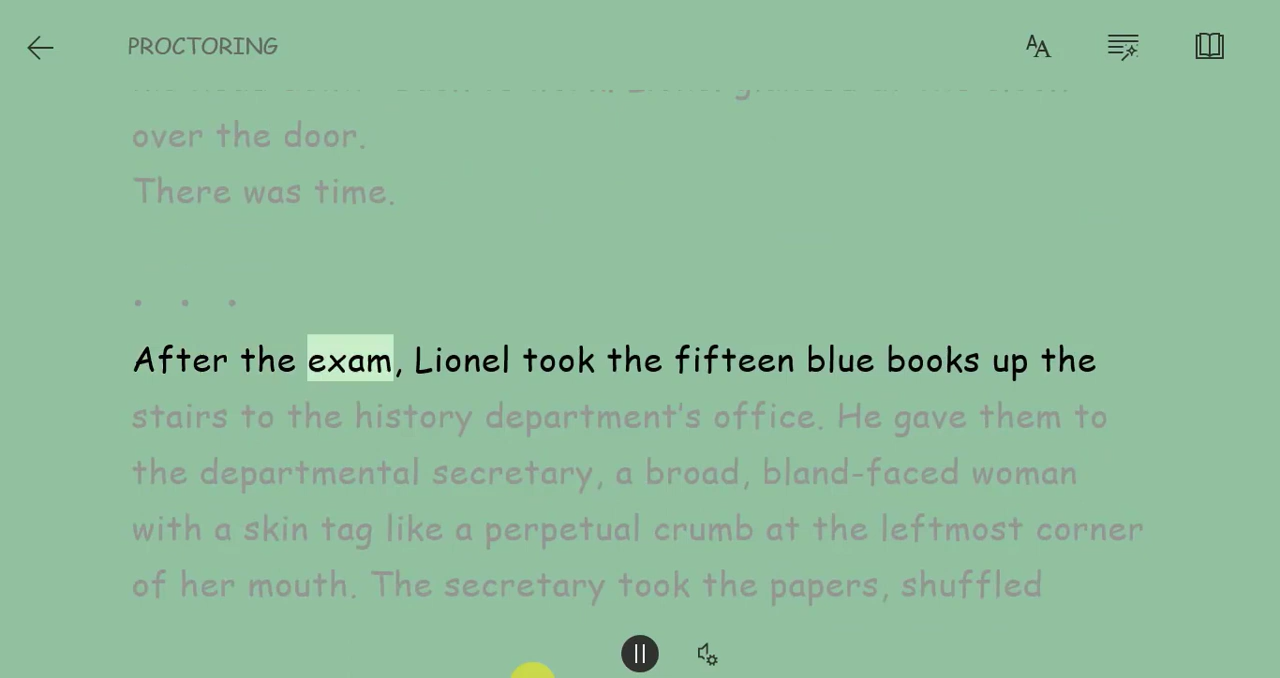 PROCTORING
over the door.
There was time.
. . .
After the exam, Lionel took the fifteen blue books up the
stairs to the history department's office. He gave them to
the departmental secretary, a broad, bland-faced woman
with a skin tag like a perpetual crumb at the leftmost corner
of her mouth. The secretary took the papers, shuffled